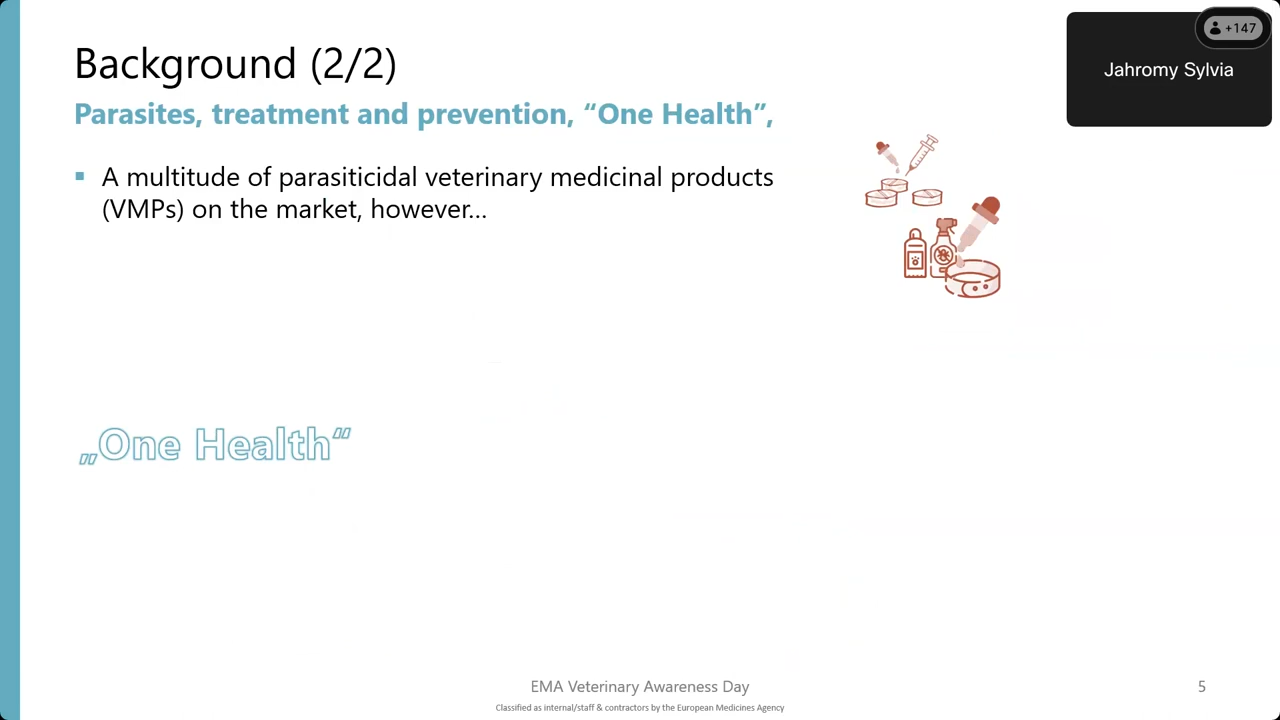 Background (2/2)
Parasites, treatment and prevention, “One Health”,
▪ A multitude of parasiticidal veterinary medicinal products
(VMPs) on the market, however…
„One Health“
EMA Veterinary Awareness Day
Classified as internal/staff & contractors by the European Medicines Agency
5
+147
Jahromy Sylvia